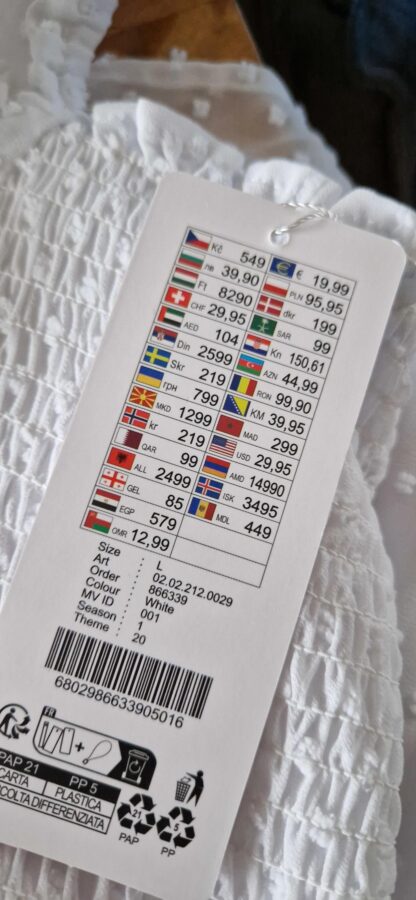 Kč 549 € 19,99
лв 39,90 PLN 95,95
Ft 8290 dkr 199
CHF 29,95 SAR 99
AED 104 Kn 150,61
Din 2599 AZN 44,99
Skr 219 RON 99,90
грн 799 KM 39,95
MKD 1299 MAD 299
kr 219 USD 29,95
QAR 99 AMD 14990
ALL 2499 ISK 3495
GEL 85 MDL 449
EGP 579
OMR 12,99
Size : L
Art : 02.02.212.0029
Order : 866339
Colour : White
MV ID : 001
Season : 1
Theme : 20
6802986633905016
FR
+
PAP 21 PP 5
CARTA PLASTICA
COLTA DIFFERENZIATA
21 5
PAP PP